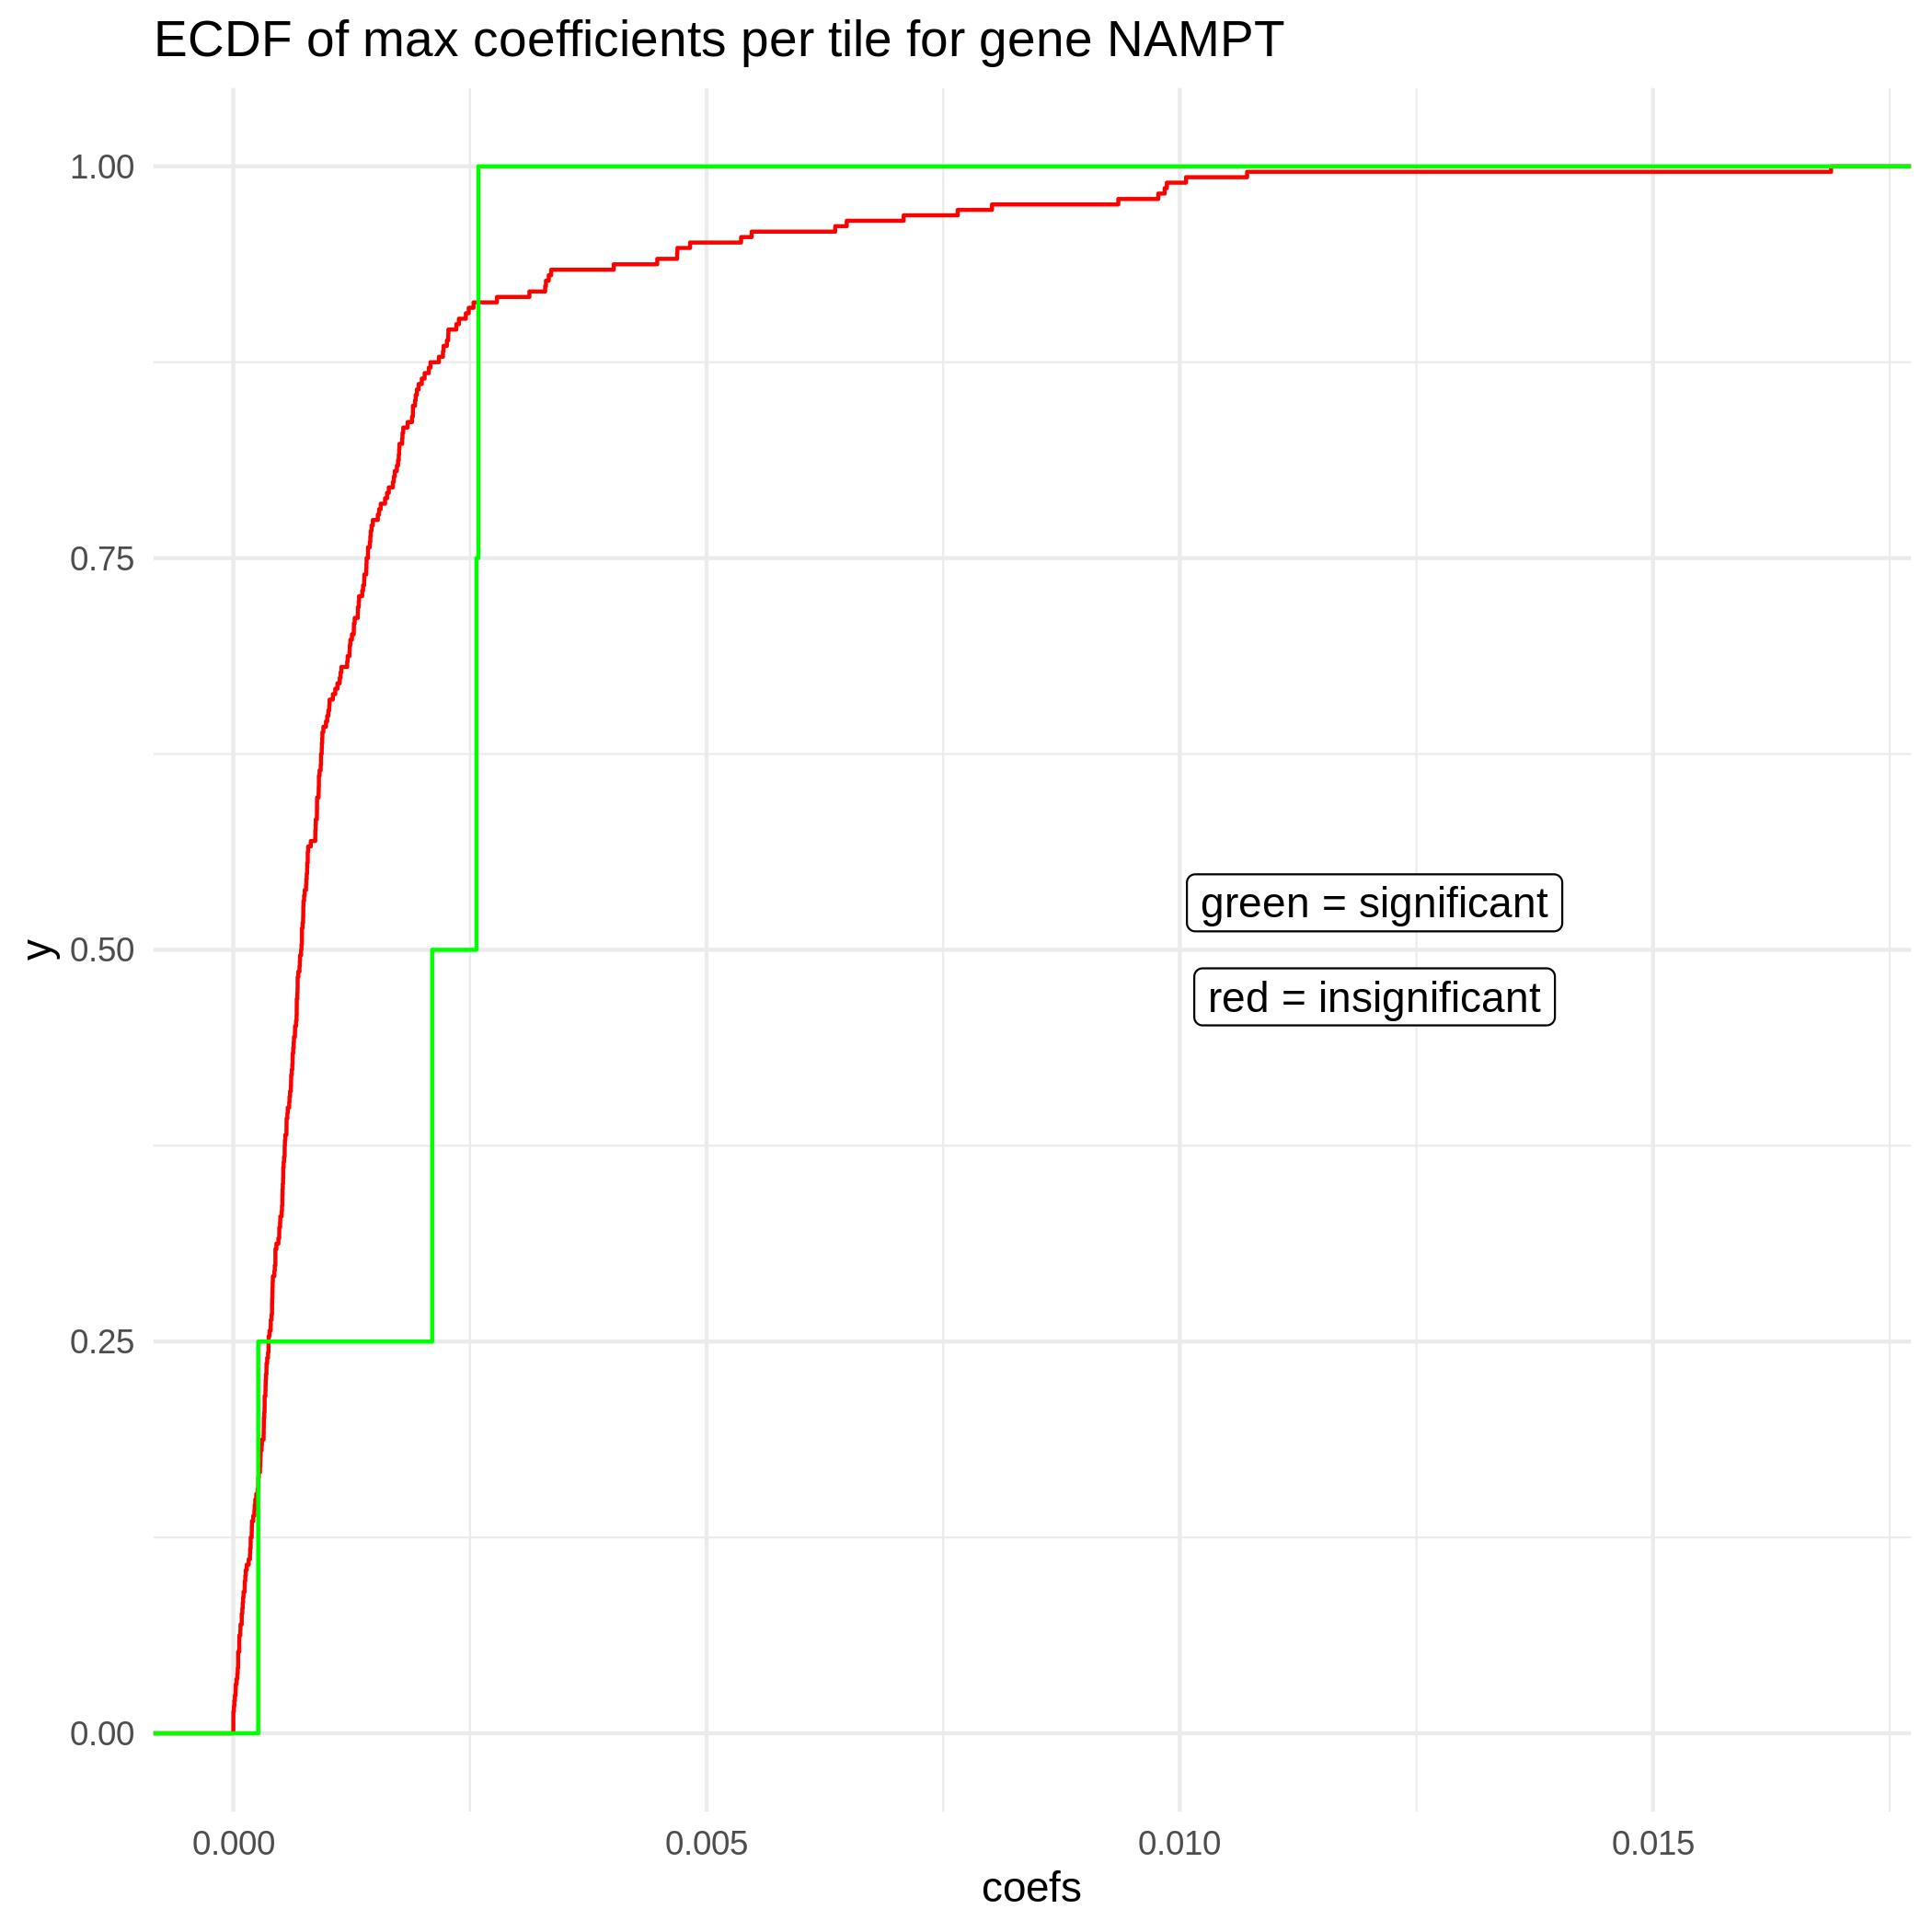 ECDF of max coefficients per tile for gene NAMPT
1.00
0.75
0.50
0.25
0.00
y
green = significant
red = insignificant
0.000 0.005 0.010 0.015
coefs